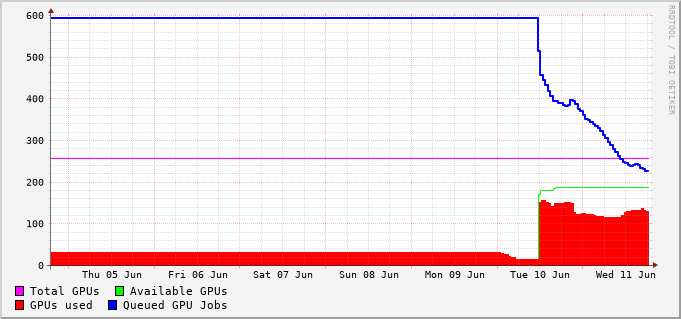 RRDTOOL / TOBI OETIKER
600
500
400
300
200
100
0
Thu 05 Jun Fri 06 Jun Sat 07 Jun Sun 08 Jun Mon 09 Jun Tue 10 Jun Wed 11 Jun
Total GPUs Available GPUs
GPUs used Queued GPU Jobs